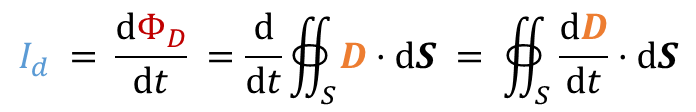 I_d = dΦ_D/dt = d/dt ∯_S D · dS = ∯_S dD/dt · dS